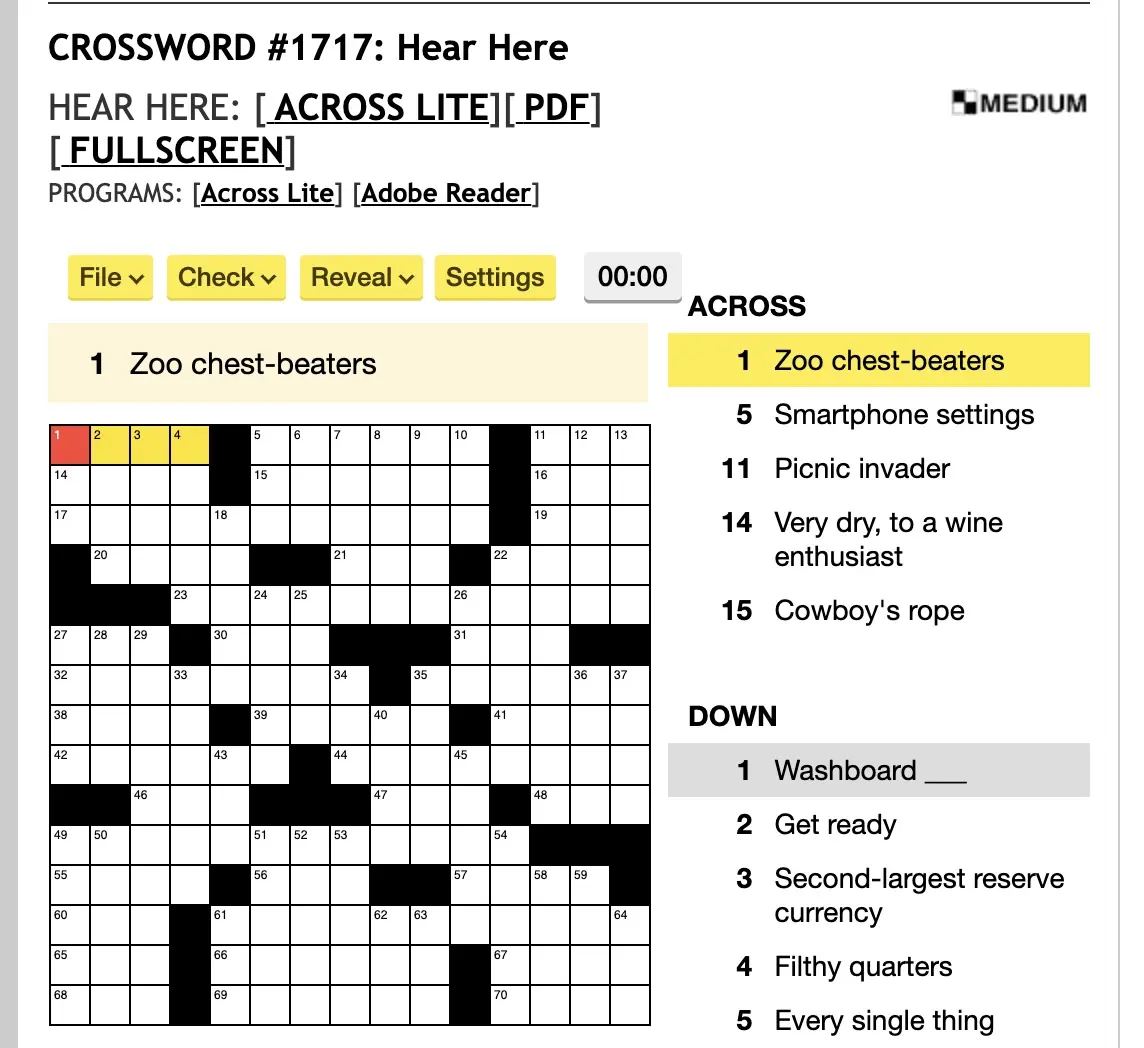 CROSSWORD #1717: Hear Here
HEAR HERE: [ ACROSS LITE][ PDF]
[ FULLSCREEN]
MEDIUM
PROGRAMS: [Across Lite] [Adobe Reader]
File Check Reveal Settings 00:00
1 Zoo chest-beaters
1 2 3 4 5 6 7 8 9 10 11 12 13
14 15 16
17 18 19
20 21 22
23 24 25 26
27 28 29 30 31
32 33 34 35 36 37
38 39 40 41
42 43 44 45
46 47 48
49 50 51 52 53 54
55 56 57 58 59
60 61 62 63 64
65 66 67
68 69 70
ACROSS
1 Zoo chest-beaters
5 Smartphone settings
11 Picnic invader
14 Very dry, to a wine
enthusiast
15 Cowboy's rope
DOWN
1 Washboard ___
2 Get ready
3 Second-largest reserve
currency
4 Filthy quarters
5 Every single thing